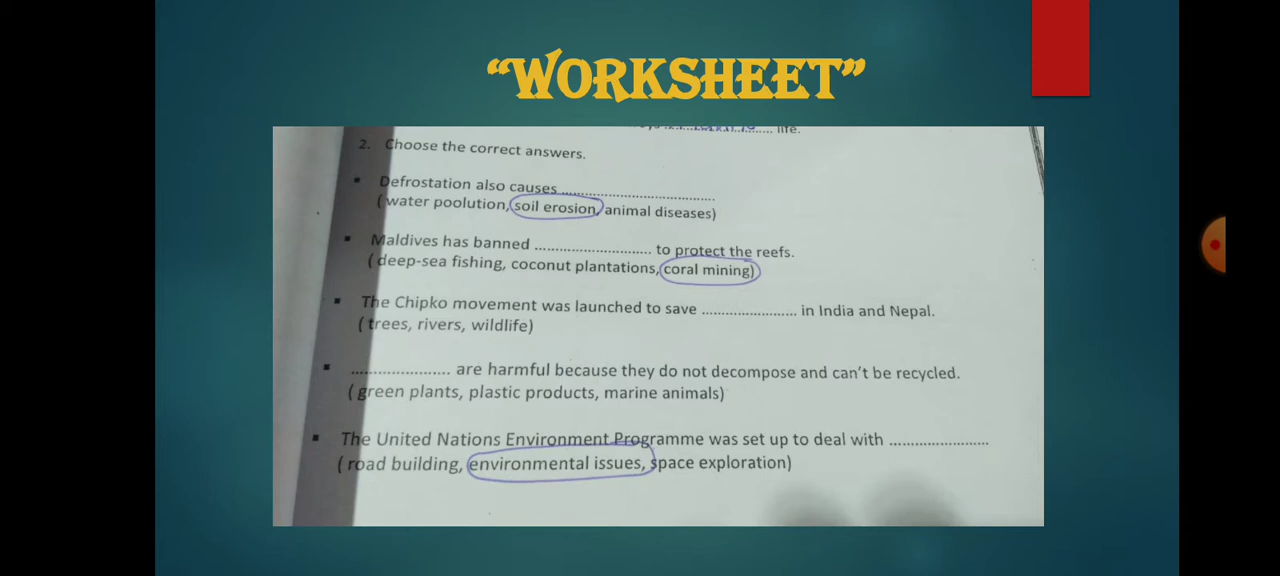 “WORKSHEET”
life.
2. Choose the correct answers.
▪ Defrostation also causes ........................................
( water poolution, soil erosion, animal diseases)
▪ Maldives has banned ............................ to protect the reefs.
( deep-sea fishing, coconut plantations, coral mining)
▪ The Chipko movement was launched to save ....................... in India and Nepal.
( trees, rivers, wildlife)
▪ ........................ are harmful because they do not decompose and can’t be recycled.
( green plants, plastic products, marine animals)
▪ The United Nations Environment Programme was set up to deal with .......................
( road building, environmental issues, space exploration)